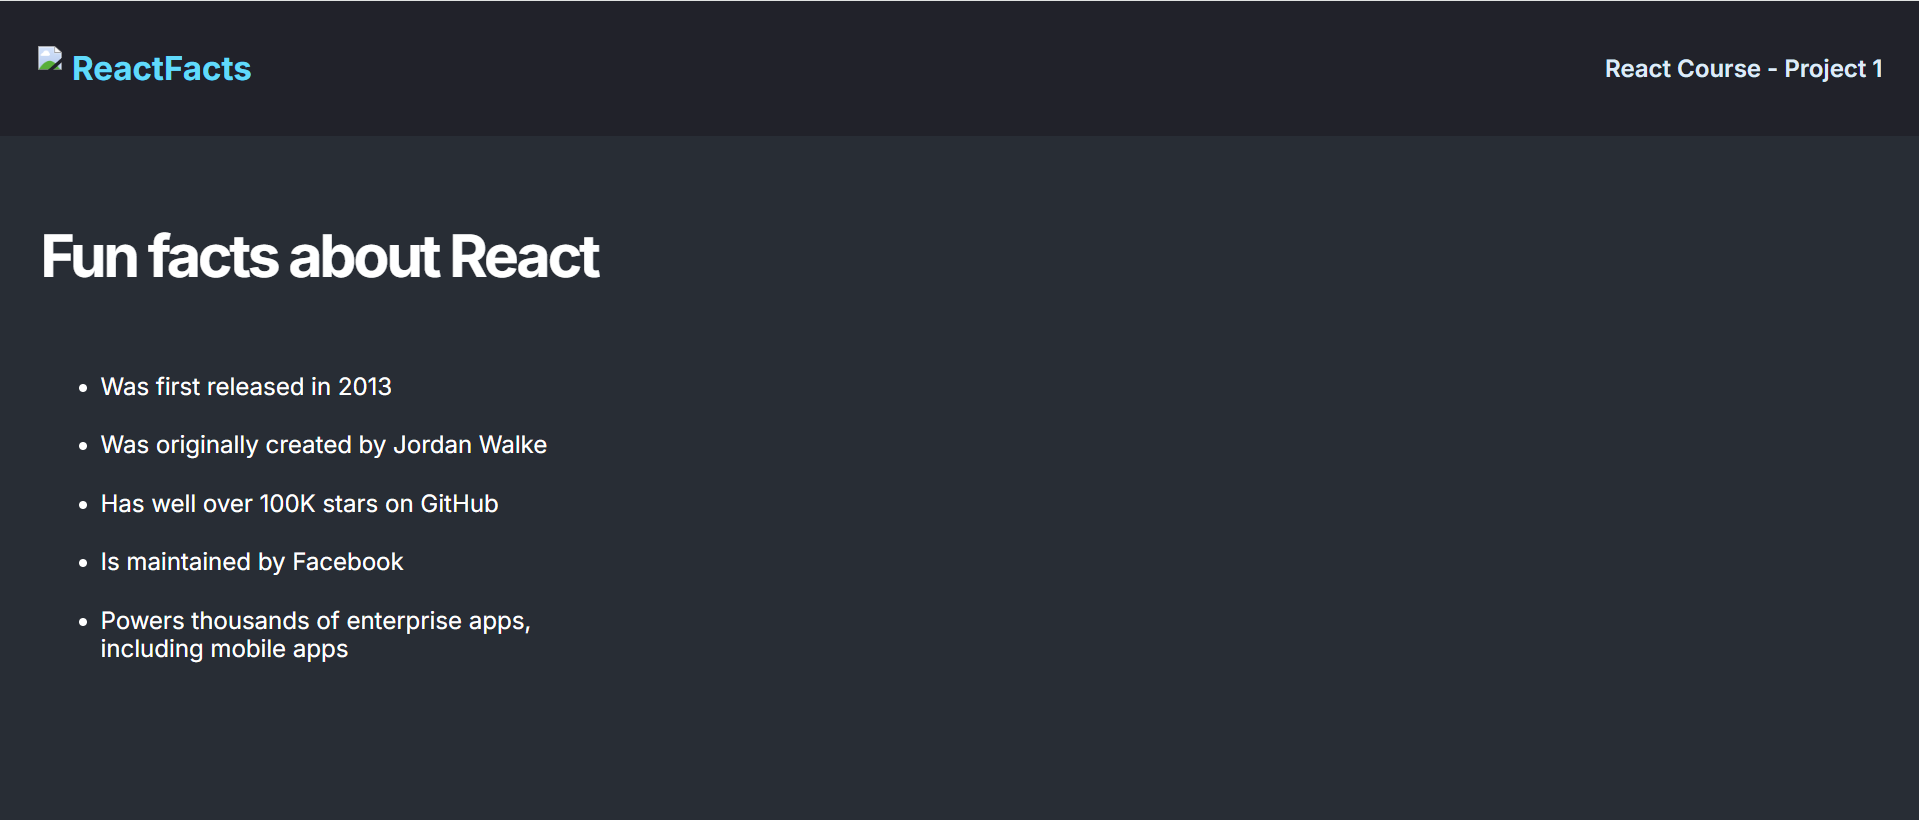 ReactFacts
React Course - Project 1
Fun facts about React
• Was first released in 2013
• Was originally created by Jordan Walke
• Has well over 100K stars on GitHub
• Is maintained by Facebook
• Powers thousands of enterprise apps,
including mobile apps